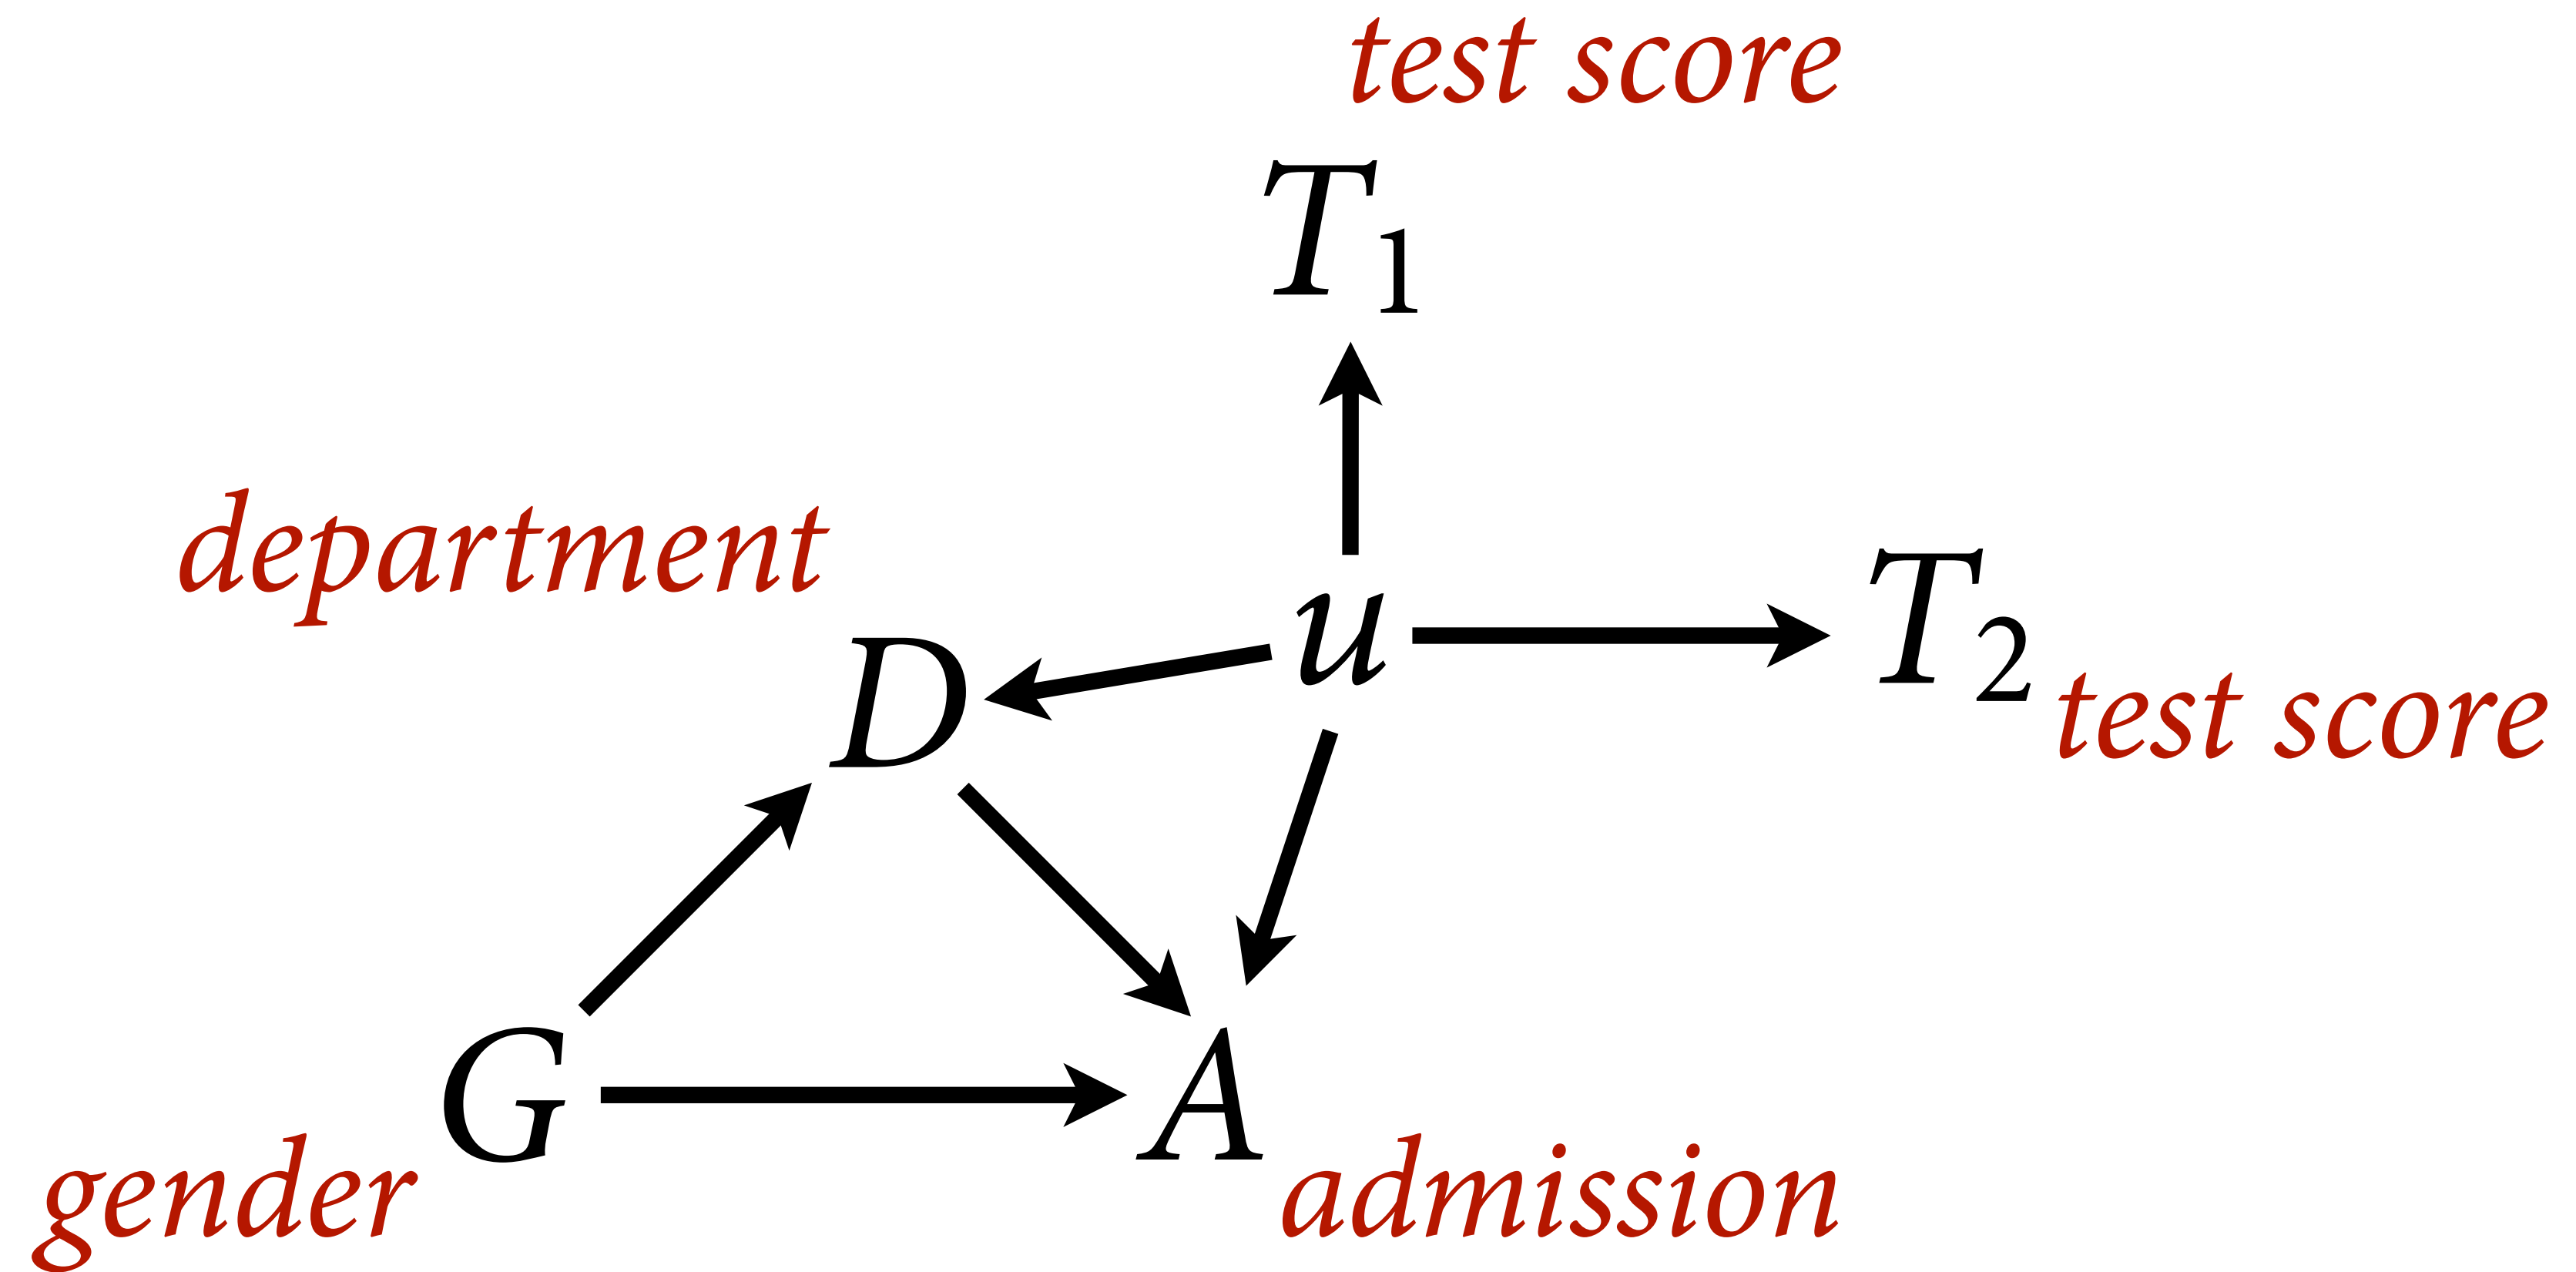 test score
T1
department
u
T2
test score
D
G
A
gender
admission